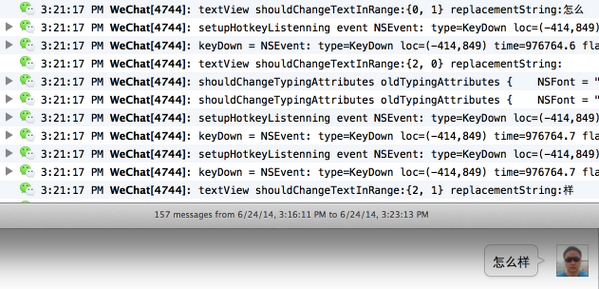 3:21:17 PM WeChat[4744]: textView shouldChangeTextInRange:{0, 1} replacementString:怎么
3:21:17 PM WeChat[4744]: setupHotkeyListenning event NSEvent: type=KeyDown loc=(-414,849)
3:21:17 PM WeChat[4744]: keyDown = NSEvent: type=KeyDown loc=(-414,849) time=976764.6 fla
3:21:17 PM WeChat[4744]: textView shouldChangeTextInRange:{2, 0} replacementString:
3:21:17 PM WeChat[4744]: shouldChangeTypingAttributes oldTypingAttributes { NSFont = "
3:21:17 PM WeChat[4744]: shouldChangeTypingAttributes oldTypingAttributes { NSFont = "
3:21:17 PM WeChat[4744]: setupHotkeyListenning event NSEvent: type=KeyDown loc=(-414,849)
3:21:17 PM WeChat[4744]: keyDown = NSEvent: type=KeyDown loc=(-414,849) time=976764.7 fla
3:21:17 PM WeChat[4744]: setupHotkeyListenning event NSEvent: type=KeyDown loc=(-414,849)
3:21:17 PM WeChat[4744]: keyDown = NSEvent: type=KeyDown loc=(-414,849) time=976764.7 fla
3:21:17 PM WeChat[4744]: textView shouldChangeTextInRange:{2, 1} replacementString:样
157 messages from 6/24/14, 3:16:11 PM to 6/24/14, 3:23:13 PM
怎么样